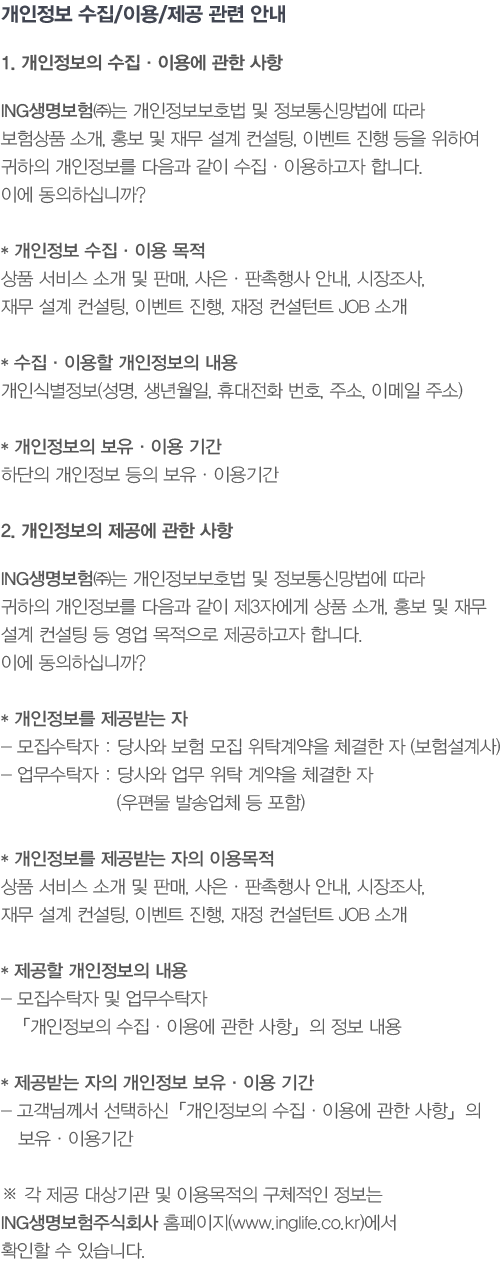 개인정보 수집/이용/제공 관련 안내
1. 개인정보의 수집 · 이용에 관한 사항
ING생명보험㈜는 개인정보보호법 및 정보통신망법에 따라
보험상품 소개, 홍보 및 재무 설계 컨설팅, 이벤트 진행 등을 위하여
귀하의 개인정보를 다음과 같이 수집 · 이용하고자 합니다.
이에 동의하십니까?
* 개인정보 수집 · 이용 목적
상품 서비스 소개 및 판매, 사은 · 판촉행사 안내, 시장조사,
재무 설계 컨설팅, 이벤트 진행, 재정 컨설턴트 JOB 소개
* 수집 · 이용할 개인정보의 내용
개인식별정보(성명, 생년월일, 휴대전화 번호, 주소, 이메일 주소)
* 개인정보의 보유 · 이용 기간
하단의 개인정보 등의 보유 · 이용기간
2. 개인정보의 제공에 관한 사항
ING생명보험㈜는 개인정보보호법 및 정보통신망법에 따라
귀하의 개인정보를 다음과 같이 제3자에게 상품 소개, 홍보 및 재무
설계 컨설팅 등 영업 목적으로 제공하고자 합니다.
이에 동의하십니까?
* 개인정보를 제공받는 자
- 모집수탁자 : 당사와 보험 모집 위탁계약을 체결한 자 (보험설계사)
- 업무수탁자 : 당사와 업무 위탁 계약을 체결한 자
(우편물 발송업체 등 포함)
* 개인정보를 제공받는 자의 이용목적
상품 서비스 소개 및 판매, 사은 · 판촉행사 안내, 시장조사,
재무 설계 컨설팅, 이벤트 진행, 재정 컨설턴트 JOB 소개
* 제공할 개인정보의 내용
- 모집수탁자 및 업무수탁자
「개인정보의 수집 · 이용에 관한 사항」의 정보 내용
* 제공받는 자의 개인정보 보유 · 이용 기간
- 고객님께서 선택하신「개인정보의 수집 · 이용에 관한 사항」의
보유 · 이용기간
※ 각 제공 대상기관 및 이용목적의 구체적인 정보는
ING생명보험주식회사 홈페이지(www.inglife.co.kr)에서
확인할 수 있습니다.